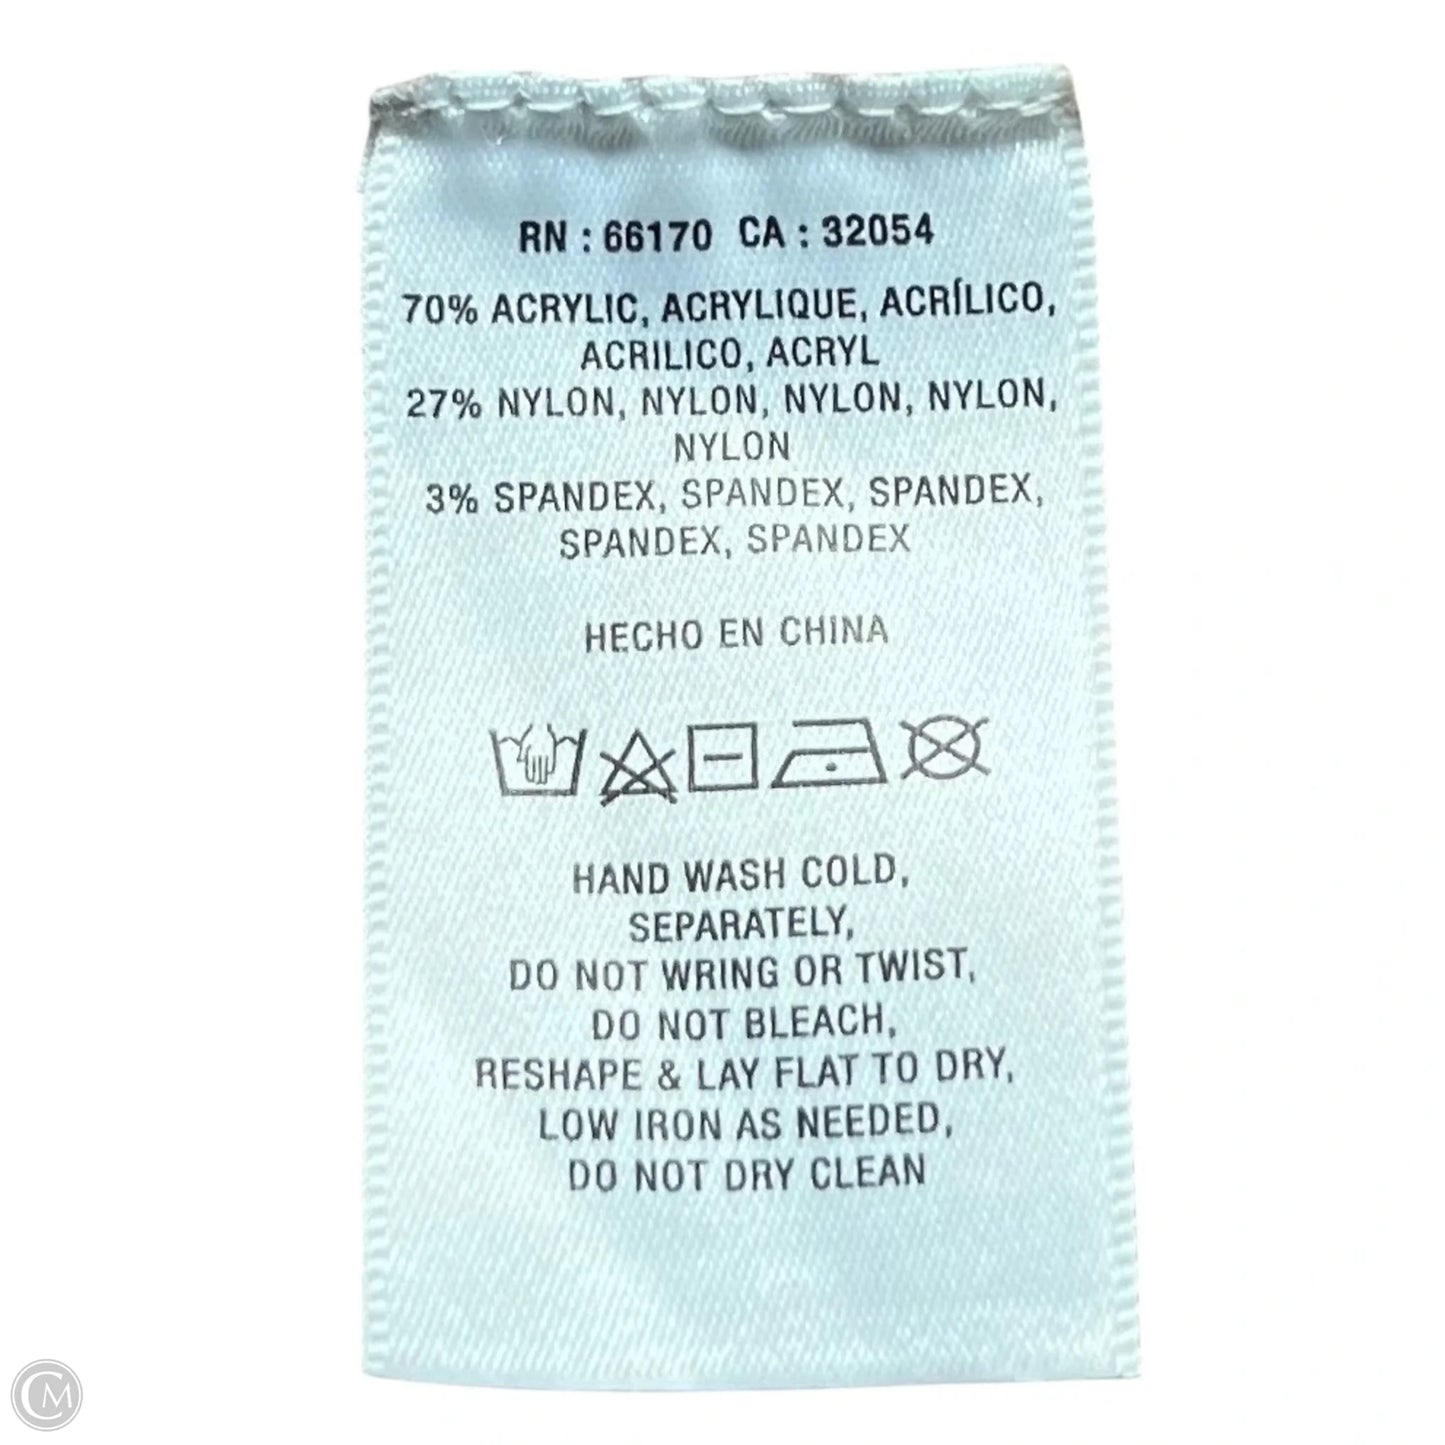 RN : 66170 CA : 32054
70% ACRYLIC, ACRYLIQUE, ACRÍLICO,
ACRILICO, ACRYL
27% NYLON, NYLON, NYLON, NYLON,
NYLON
3% SPANDEX, SPANDEX, SPANDEX,
SPANDEX, SPANDEX
HECHO EN CHINA
HAND WASH COLD,
SEPARATELY,
DO NOT WRING OR TWIST,
DO NOT BLEACH,
RESHAPE & LAY FLAT TO DRY,
LOW IRON AS NEEDED,
DO NOT DRY CLEAN
CM